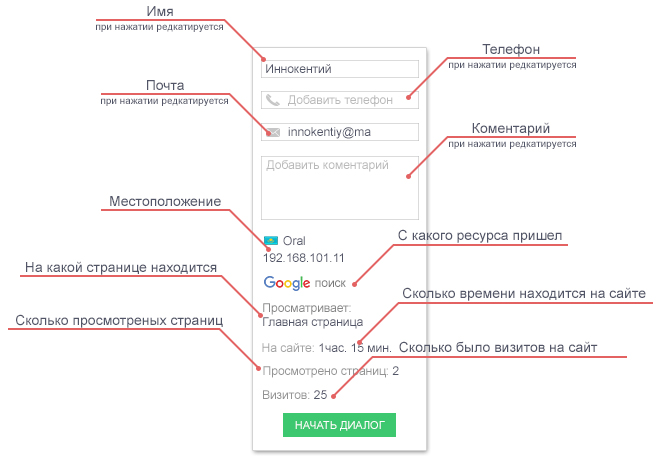 Имя
при нажатии редкатируется
Иннокентий
Телефон
при нажатии редкатируется
Почта
при нажатии редкатируется
Добавить телефон
innokentiy@ma
Коментарий
при нажатии редкатируется
Добавить коментарий
Местоположение
Oral
192.168.101.11
С какого ресурса пришел
На какой странице находится
Google поиск
Сколько времени находится на сайте
Просматривает:
Главная страница
Сколько просмотреных страниц
На сайте: 1час. 15 мин.
Сколько было визитов на сайт
Просмотрено страниц: 2
Визитов: 25
НАЧАТЬ ДИАЛОГ